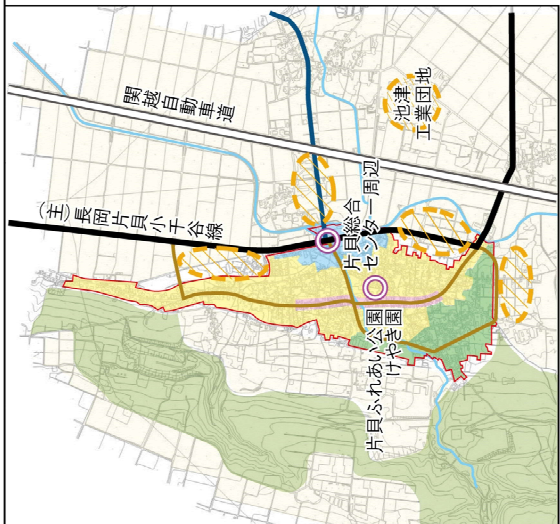 関越自動車道
池津
工業団地
(主)長岡片貝小千谷線
片貝総合
センター周辺
片貝ふれあい公園
けやき園